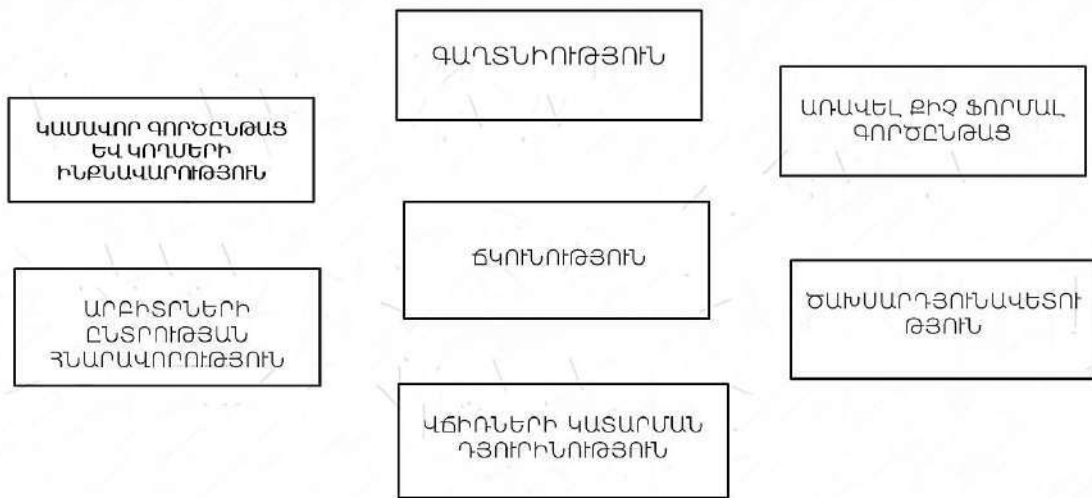 ԳԱՂՏՆԻՈՒԹՅՈՒՆ
ԿԱՄԱՎՈՐ ԳՈՐԾԸՆԹԱՑ
ԵՎ ԿՈՂՄԵՐԻ
ԻՆՔՆԱՎԱՐՈՒԹՅՈՒՆ
ԱՌԱՎԵԼ ՔԻՉ ՖՈՐՄԱԼ
ԳՈՐԾԸՆԹԱՑ
ՃԿՈՒՆՈՒԹՅՈՒՆ
ԱՐԲԻՏՐՆԵՐԻ
ԸՆՏՐՈՒԹՅԱՆ
ՀՆԱՐԱՎՈՐՈՒԹՅՈՒՆ
ԾԱԽՍԱՐԴՅՈՒՆԱՎԵՏՈՒ
ԹՅՈՒՆ
ՎՃԻՌՆԵՐԻ ԿԱՏԱՐՄԱՆ
ԴՅՈՒՐԻՆՈՒԹՅՈՒՆ